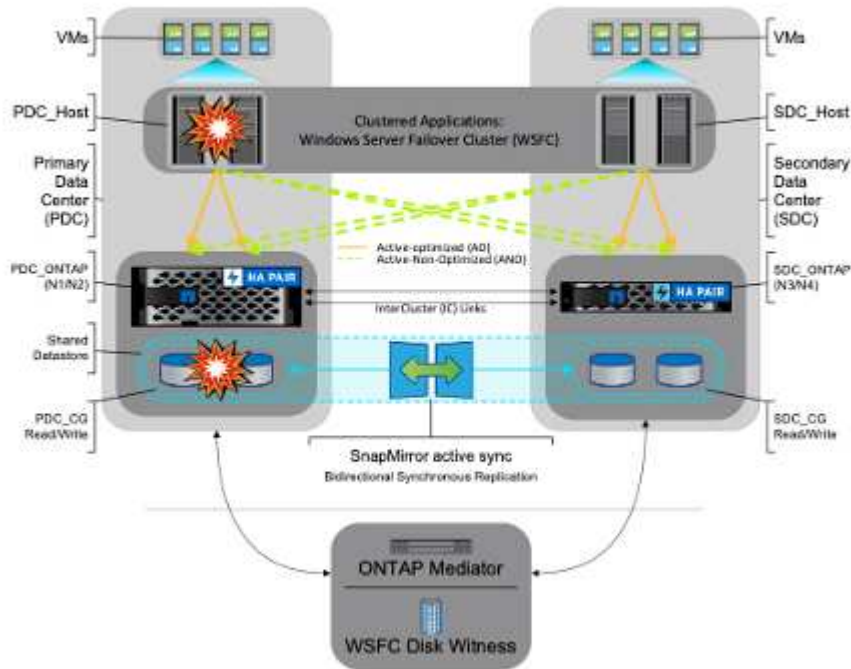 VMs
VMs
PDC_Host
Clustered Applications:
Windows Server Failover Cluster (WSFC)
SDC_Host
Primary
Data
Center
(PDC)
Secondary
Data
Center
(SDC)
Active-optimized (AO)
Active-Non-Optimized (ANO)
PDC_ONTAP
(N1/N2)
HA PAIR
SDC_ONTAP
(N3/N4)
HA PAIR
InterCluster (IC) Links
Shared
Datastore
PDC_CG
Read/Write
SDC_CG
Read/Write
SnapMirror active sync
Bidirectional Synchronous Replication
ONTAP Mediator
WSFC Disk Witness